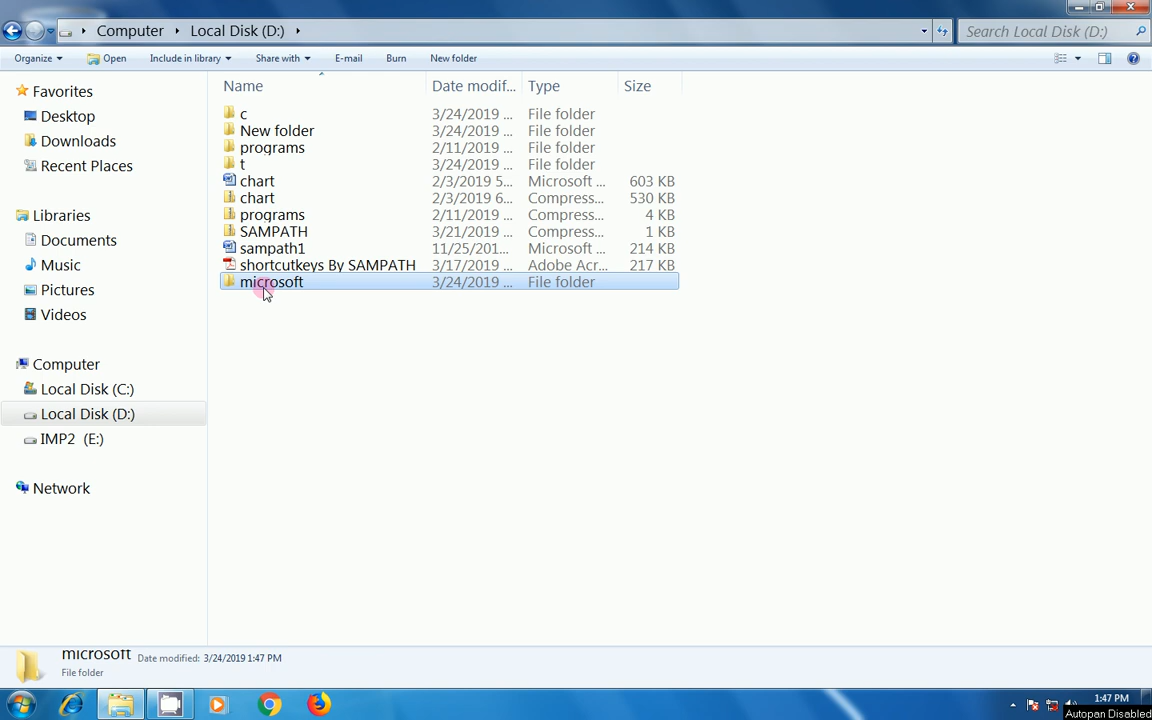 Computer Local Disk (D:) Search Local Disk (D:)
Organize Open Include in library Share with E-mail Burn New folder
Favorites
Desktop
Downloads
Recent Places
Libraries
Documents
Music
Pictures
Videos
Computer
Local Disk (C:)
Local Disk (D:)
IMP2 (E:)
Network
Name Date modif... Type Size
c 3/24/2019 ... File folder
New folder 3/24/2019 ... File folder
programs 2/11/2019 ... File folder
t 3/24/2019 ... File folder
chart 2/3/2019 5... Microsoft ... 603 KB
chart 2/3/2019 6... Compress... 530 KB
programs 2/11/2019 ... Compress... 4 KB
SAMPATH 3/21/2019 ... Compress... 1 KB
sampath1 11/25/201... Microsoft ... 214 KB
shortcutkeys By SAMPATH 3/17/2019 ... Adobe Acr... 217 KB
microsoft 3/24/2019 ... File folder
microsoft Date modified: 3/24/2019 1:47 PM
File folder
1:47 PM
Autopan Disabled